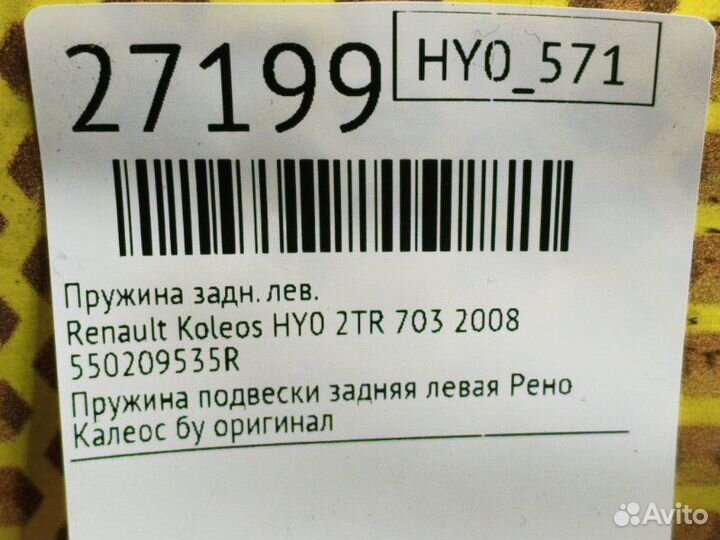 27199
HY0_571
Пружина задн. лев.
Renault Koleos HY0 2TR 703 2008
550209535R
Пружина подвески задняя левая Рено
Калеос бу оригинал
Avito